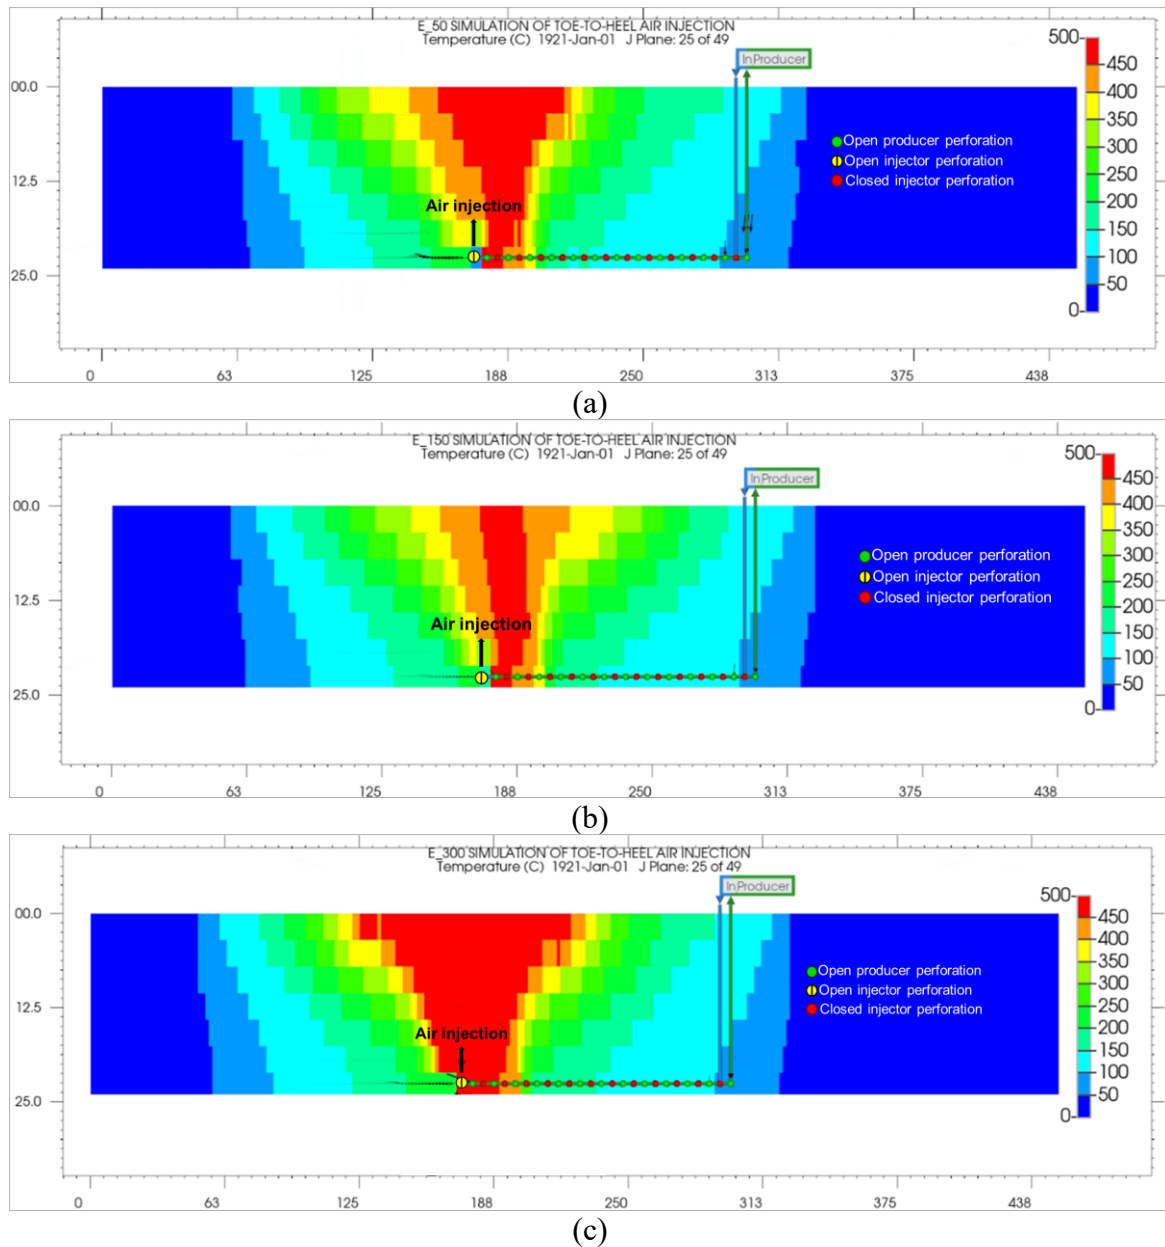 E_50 SIMULATION OF TOE-TO-HEEL AIR INJECTION
Temperature (C) 1921-Jan-01 J Plane: 25 of 49
InProducer
500
450
400
350
300
250
200
150
100
50
0
00.0
12.5
25.0
Open producer perforation
Open injector perforation
Closed injector perforation
Air injection
0 63 125 188 250 313 375 438
(a)
E_150 SIMULATION OF TOE-TO-HEEL AIR INJECTION
Temperature (C) 1921-Jan-01 J Plane: 25 of 49
InProducer
500
450
400
350
300
250
200
150
100
50
0
00.0
12.5
25.0
Open producer perforation
Open injector perforation
Closed injector perforation
Air injection
0 63 125 188 250 313 375 438
(b)
E_300 SIMULATION OF TOE-TO-HEEL AIR INJECTION
Temperature (C) 1921-Jan-01 J Plane: 25 of 49
InProducer
500
450
400
350
300
250
200
150
100
50
0
00.0
12.5
25.0
Open producer perforation
Open injector perforation
Closed injector perforation
Air injection
0 63 125 188 250 313 375 438
(c)